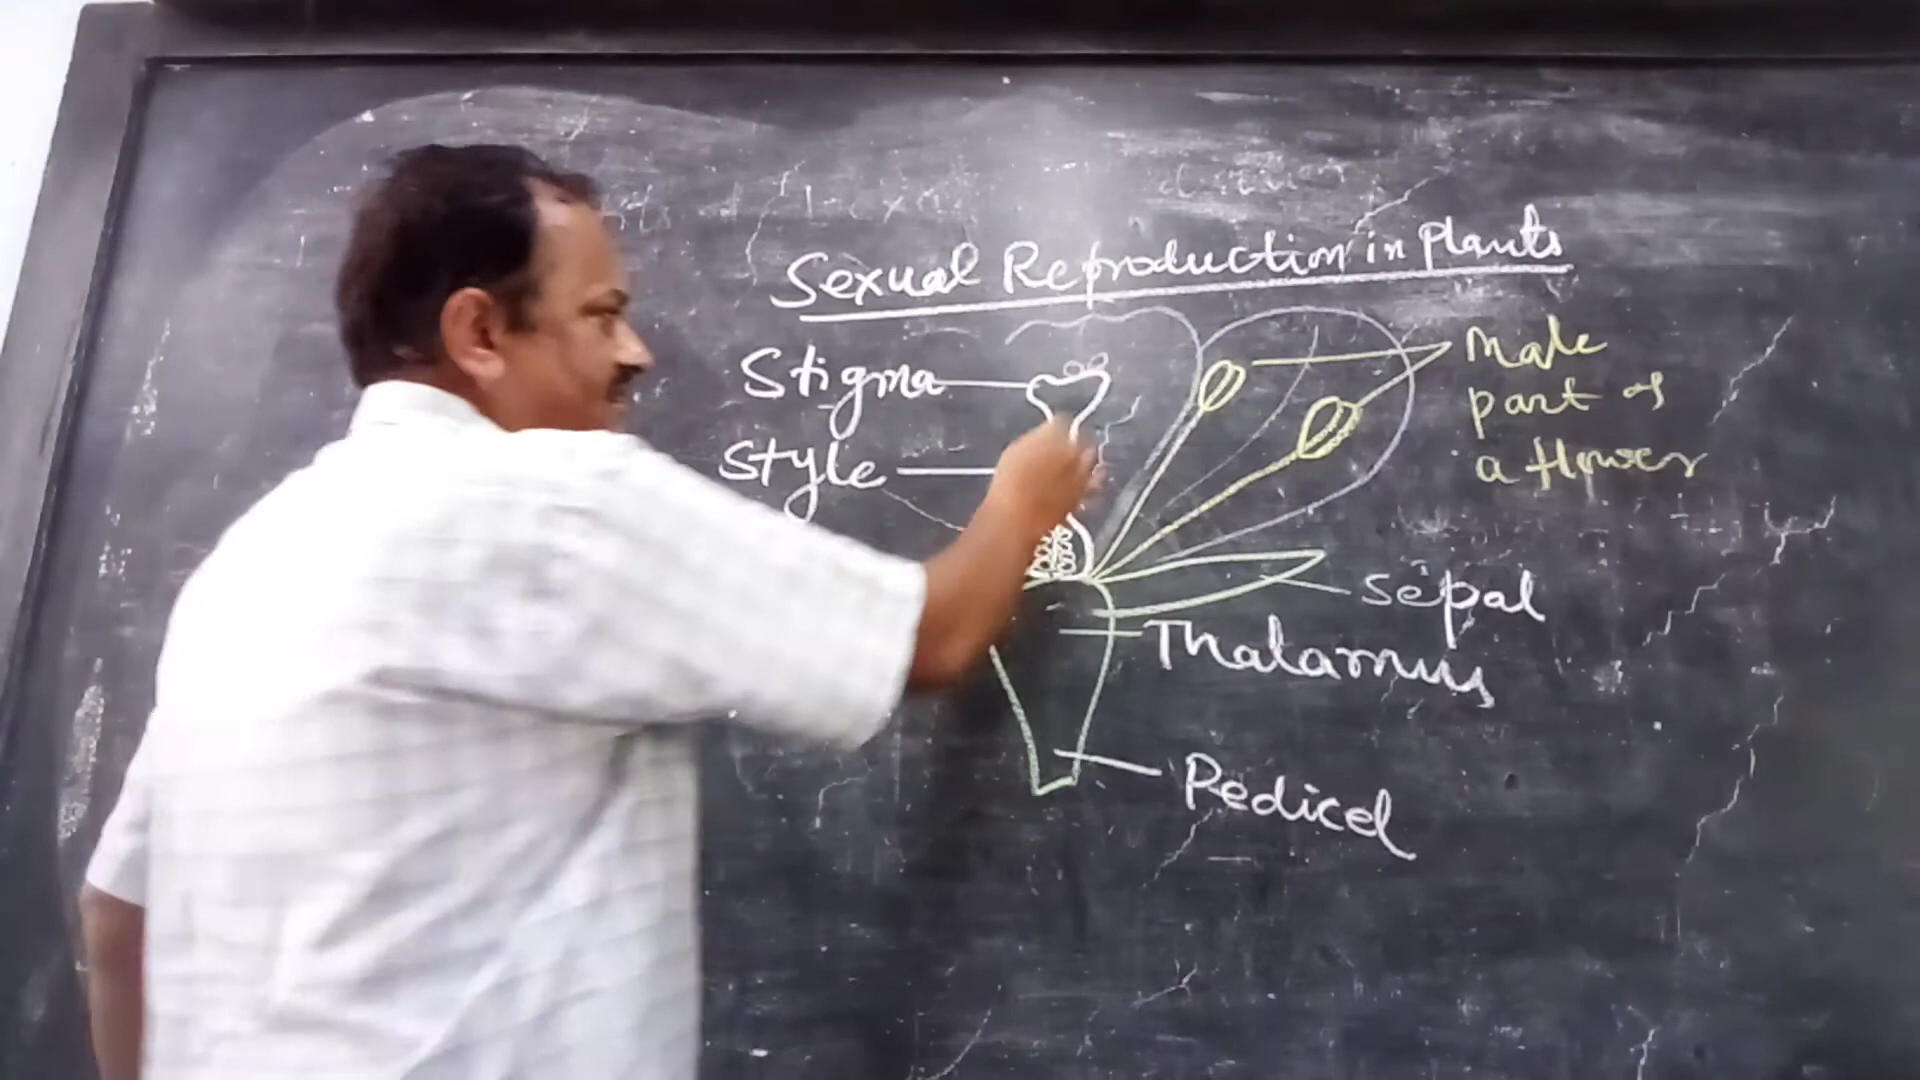 Sexual Reproduction in Plants
Stigma
Style
Male
part of
a flower
Sepal
Thalamus
Pedicel